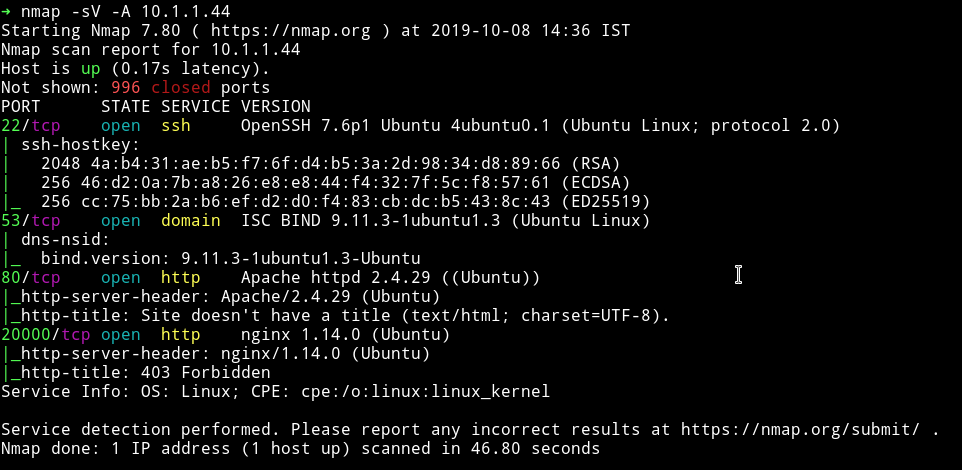 ➜ nmap -sV -A 10.1.1.44
Starting Nmap 7.80 ( https://nmap.org ) at 2019-10-08 14:36 IST
Nmap scan report for 10.1.1.44
Host is up (0.17s latency).
Not shown: 996 closed ports
PORT      STATE SERVICE VERSION
22/tcp    open  ssh     OpenSSH 7.6p1 Ubuntu 4ubuntu0.1 (Ubuntu Linux; protocol 2.0)
| ssh-hostkey:
|   2048 4a:b4:31:ae:b5:f7:6f:d4:b5:3a:2d:98:34:d8:89:66 (RSA)
|   256 46:d2:0a:7b:a8:26:e8:e8:44:f4:32:7f:5c:f8:57:61 (ECDSA)
|_  256 cc:75:bb:2a:b6:ef:d2:d0:f4:83:cb:dc:b5:43:8c:43 (ED25519)
53/tcp    open  domain  ISC BIND 9.11.3-1ubuntu1.3 (Ubuntu Linux)
| dns-nsid:
|_  bind.version: 9.11.3-1ubuntu1.3-Ubuntu
80/tcp    open  http    Apache httpd 2.4.29 ((Ubuntu))
|_http-server-header: Apache/2.4.29 (Ubuntu)
|_http-title: Site doesn't have a title (text/html; charset=UTF-8).
20000/tcp open  http    nginx 1.14.0 (Ubuntu)
|_http-server-header: nginx/1.14.0 (Ubuntu)
|_http-title: 403 Forbidden
Service Info: OS: Linux; CPE: cpe:/o:linux:linux_kernel

Service detection performed. Please report any incorrect results at https://nmap.org/submit/ .
Nmap done: 1 IP address (1 host up) scanned in 46.80 seconds